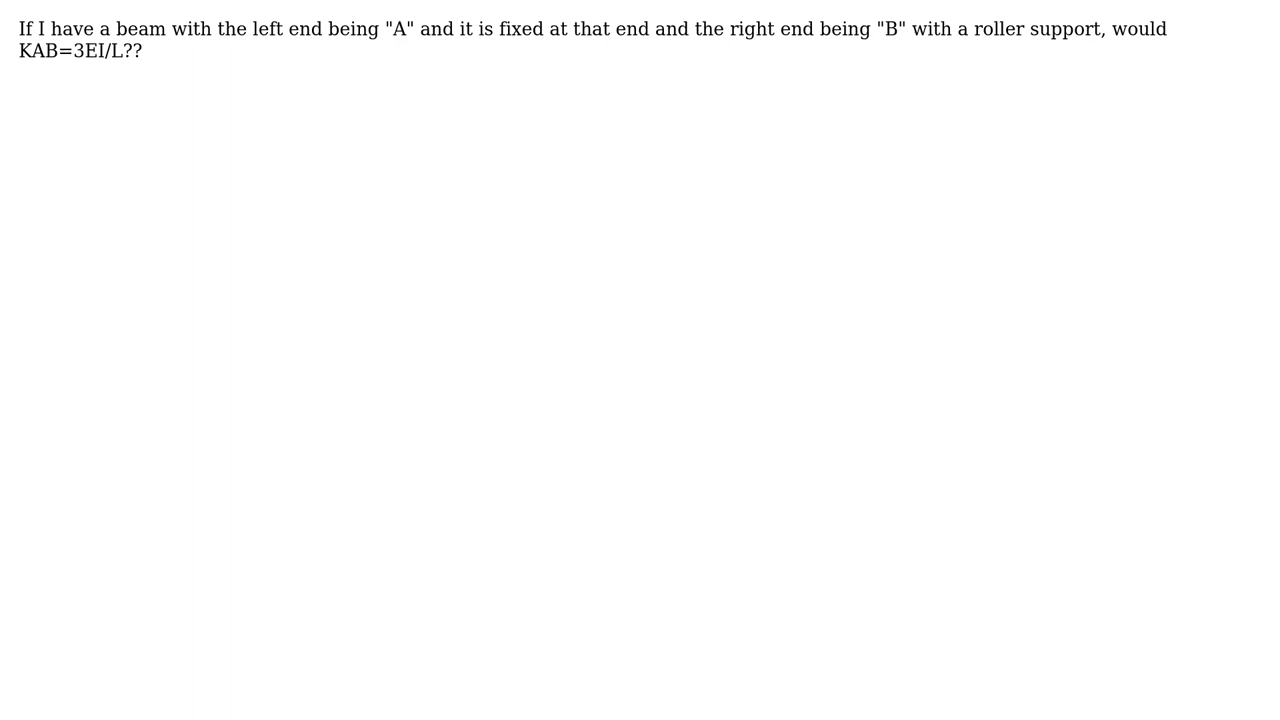 If I have a beam with the left end being "A" and it is fixed at that end and the right end being "B" with a roller support, would
KAB=3EI/L??